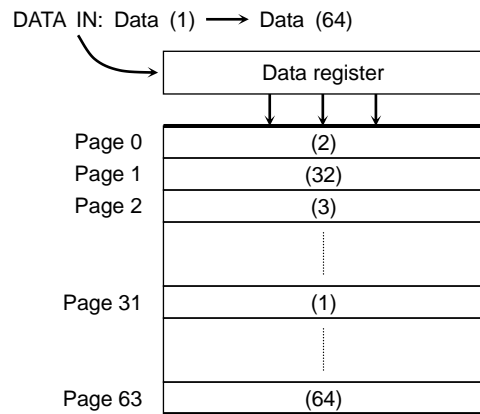 DATA IN: Data (1) Data (64)
Data register
Page 0 (2)
Page 1 (32)
Page 2 (3)
Page 31 (1)
Page 63 (64)